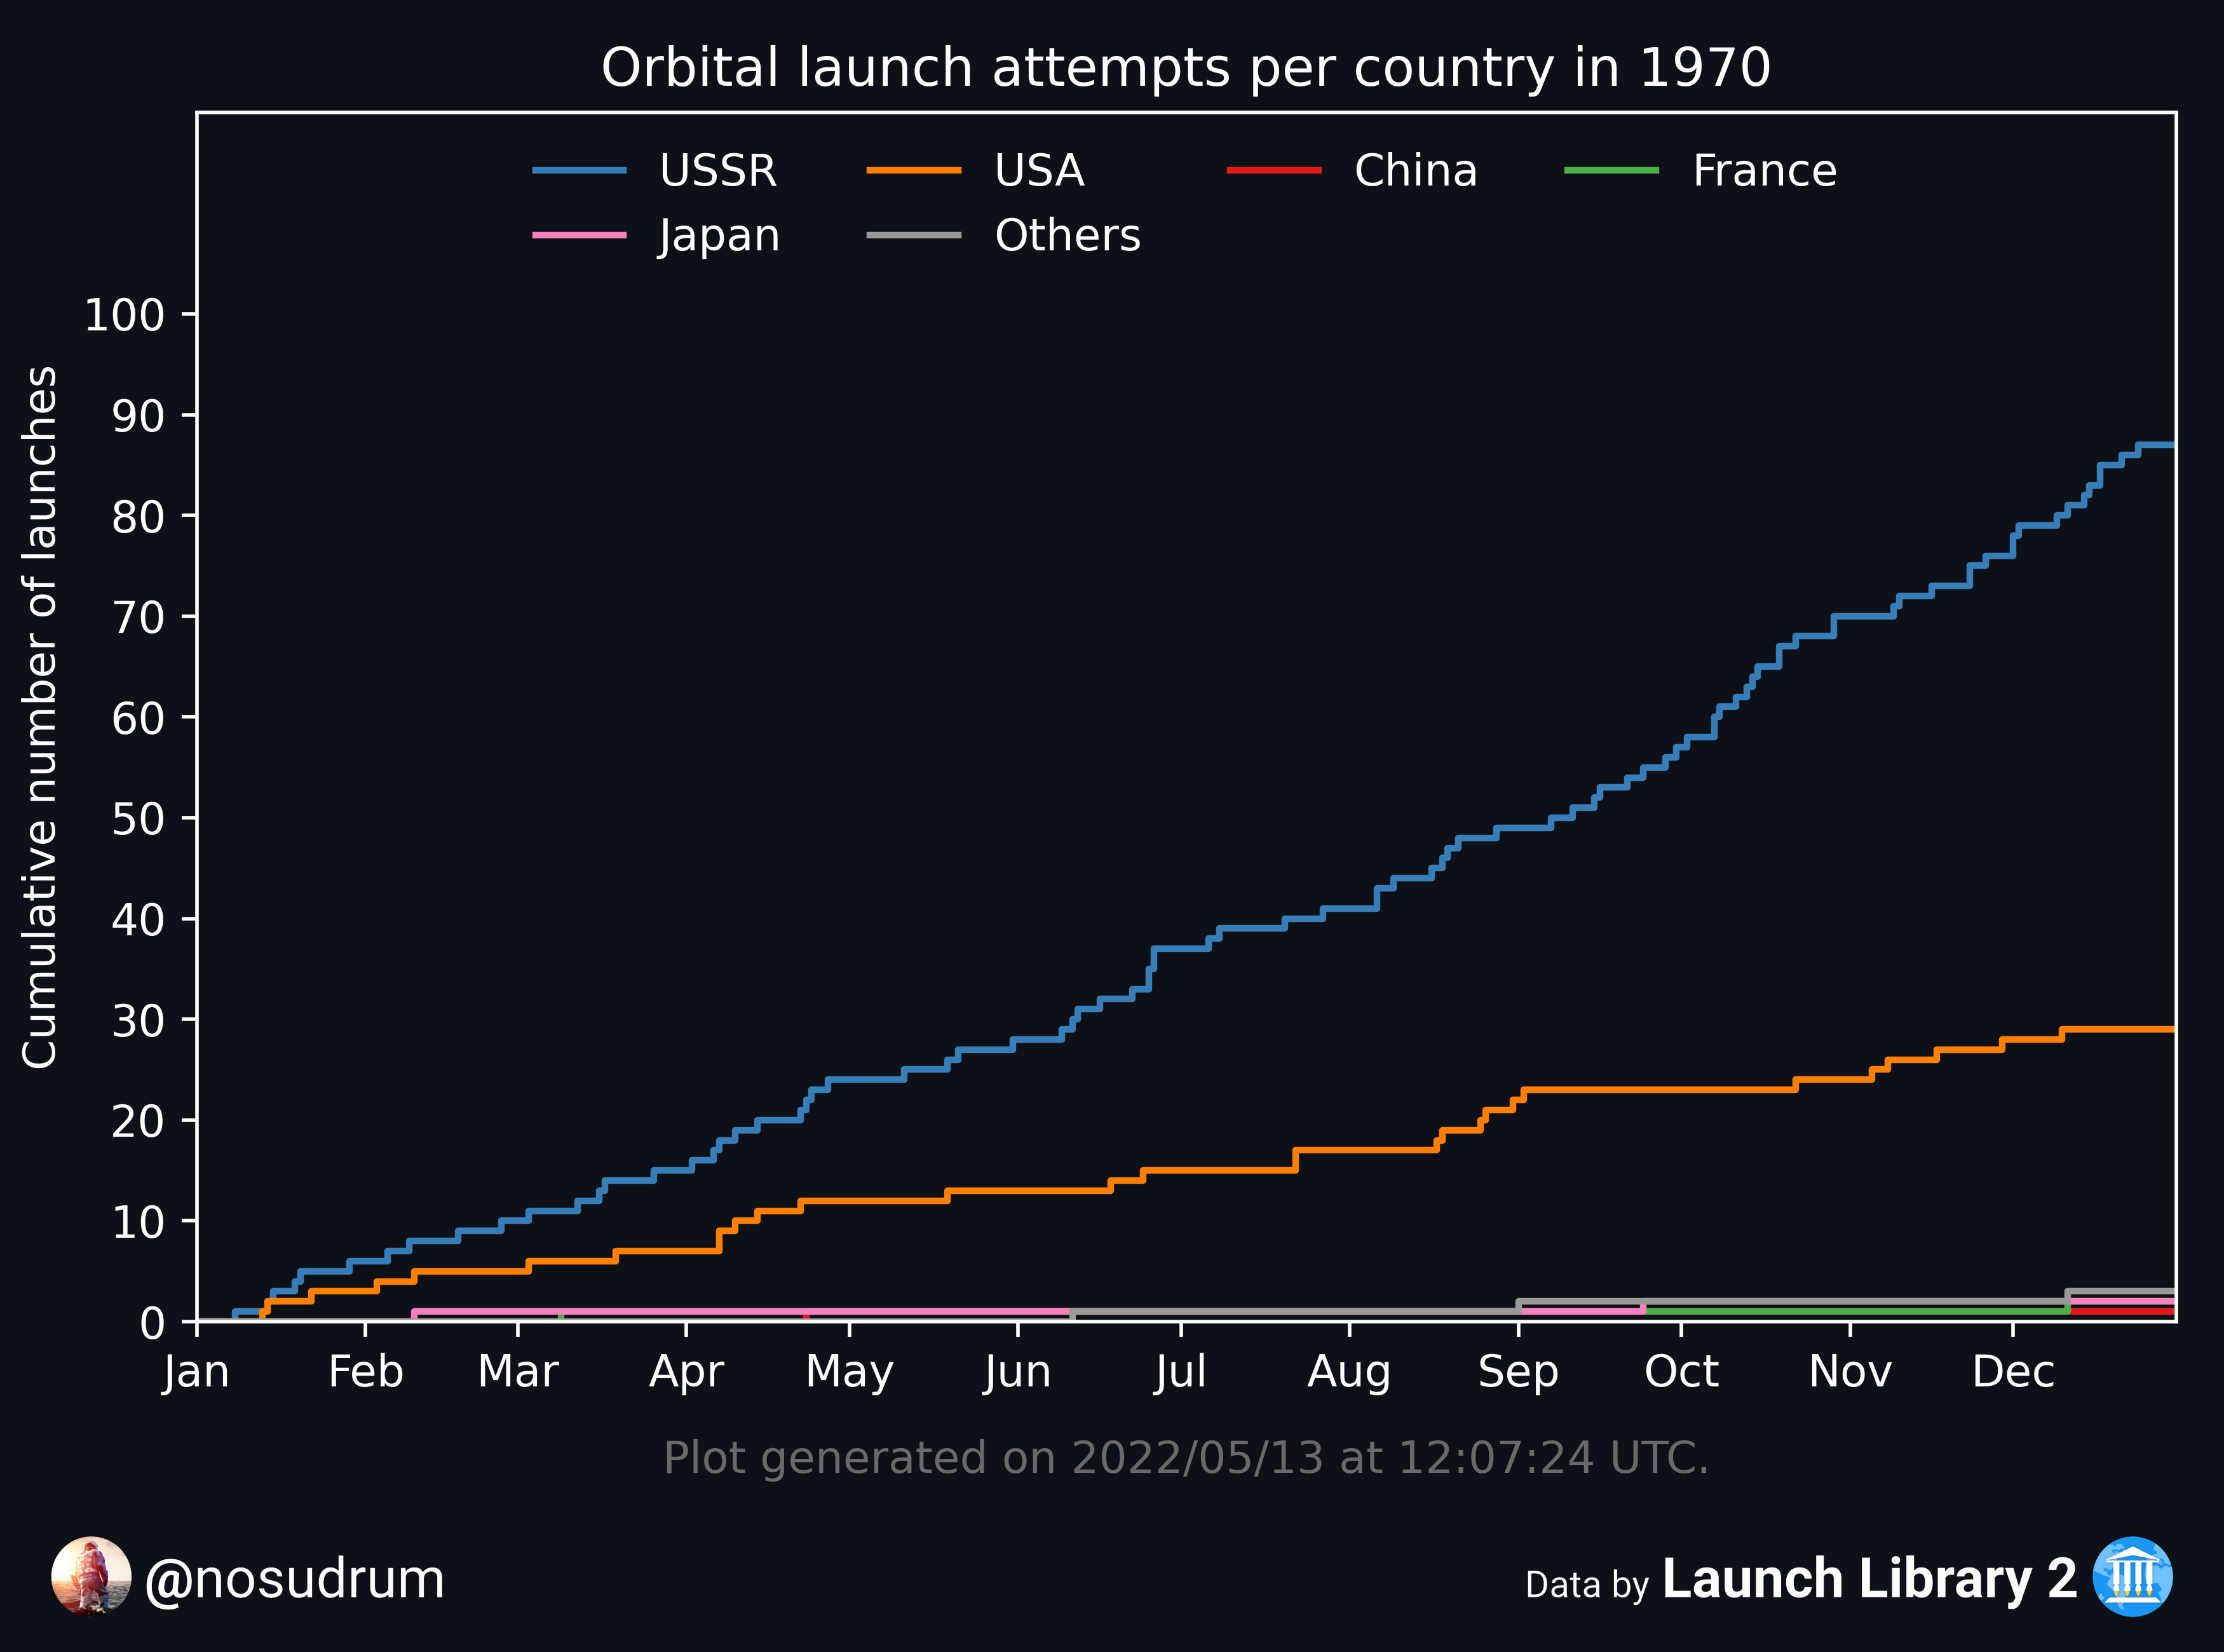 Orbital launch attempts per country in 1970
USSR USA China France
Japan Others
Cumulative number of launches
100
90
80
70
60
50
40
30
20
10
0
Jan Feb Mar Apr May Jun Jul Aug Sep Oct Nov Dec
Plot generated on 2022/05/13 at 12:07:24 UTC.
@nosudrum
Data by Launch Library 2